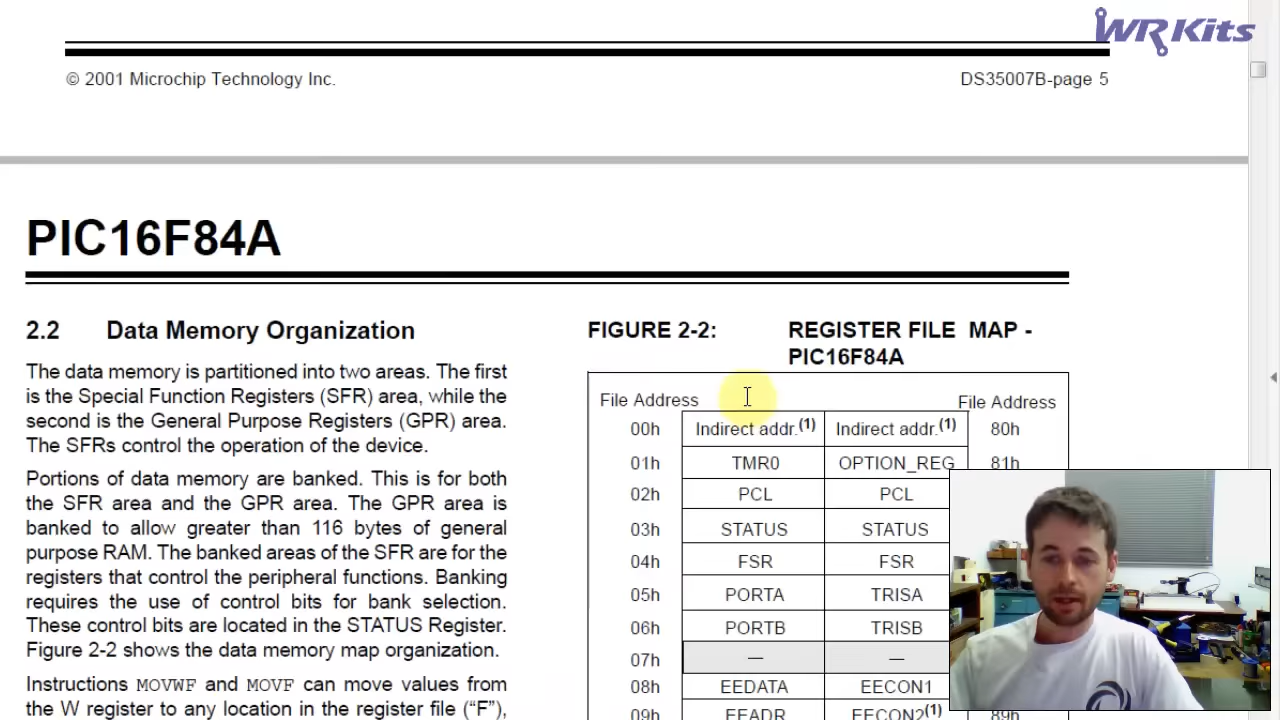 WR Kits
© 2001 Microchip Technology Inc.
DS35007B-page 5
PIC16F84A
2.2 Data Memory Organization
The data memory is partitioned into two areas. The first
is the Special Function Registers (SFR) area, while the
second is the General Purpose Registers (GPR) area.
The SFRs control the operation of the device.
Portions of data memory are banked. This is for both
the SFR area and the GPR area. The GPR area is
banked to allow greater than 116 bytes of general
purpose RAM. The banked areas of the SFR are for the
registers that control the peripheral functions. Banking
requires the use of control bits for bank selection.
These control bits are located in the STATUS Register.
Figure 2-2 shows the data memory map organization.
Instructions MOVWF and MOVF can move values from
the W register to any location in the register file (“F”),
FIGURE 2-2: REGISTER FILE MAP -
PIC16F84A
File Address File Address
00h Indirect addr.(1) Indirect addr.(1) 80h
01h TMR0 OPTION_REG 81h
02h PCL PCL
03h STATUS STATUS
04h FSR FSR
05h PORTA TRISA
06h PORTB TRISB
07h — —
08h EEDATA EECON1
09h EEADR EECON2(1) 89h